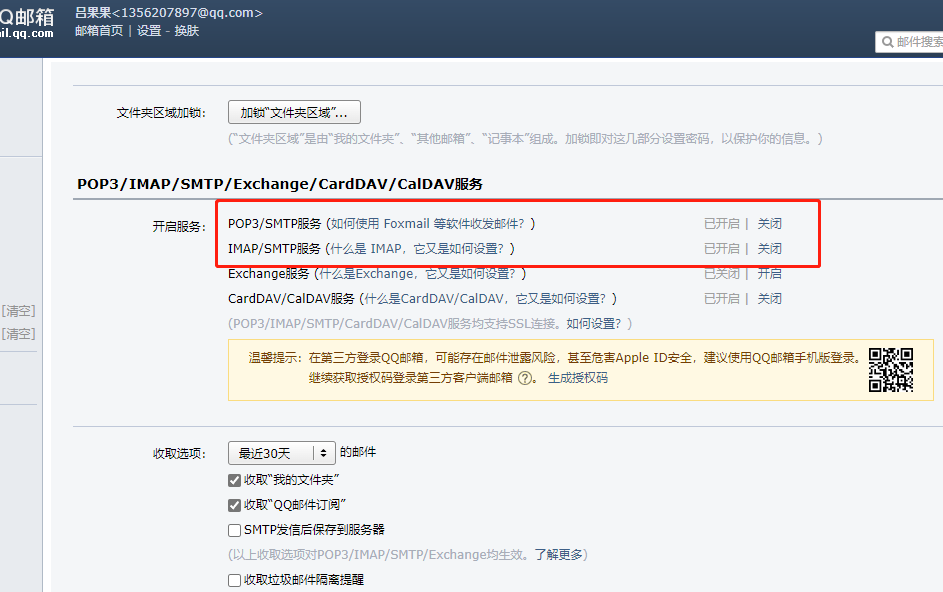 Q邮箱
il.qq.com
吕果果<1356207897@qq.com>
邮箱首页 | 设置 - 换肤
邮件搜索
文件夹区域加锁： 加锁“文件夹区域”...
(“文件夹区域”是由“我的文件夹”、“其他邮箱”、“记事本”组成。加锁即对这几部分设置密码，以保护你的信息。)
POP3/IMAP/SMTP/Exchange/CardDAV/CalDAV服务
开启服务： POP3/SMTP服务 (如何使用 Foxmail 等软件收发邮件？) 已开启 | 关闭
IMAP/SMTP服务 (什么是 IMAP，它又是如何设置？) 已开启 | 关闭
Exchange服务 (什么是Exchange，它又是如何设置？) 已关闭 | 开启
CardDAV/CalDAV服务 (什么是CardDAV/CalDAV，它又是如何设置？) 已开启 | 关闭
(POP3/IMAP/SMTP/CardDAV/CalDAV服务均支持SSL连接。如何设置？)
[清空]
[清空]
温馨提示：在第三方登录QQ邮箱，可能存在邮件泄露风险，甚至危害Apple ID安全，建议使用QQ邮箱手机版登录。
继续获取授权码登录第三方客户端邮箱 ?。 生成授权码
收取选项： 最近30天 的邮件
收取“我的文件夹”
收取“QQ邮件订阅”
SMTP发信后保存到服务器
(以上收取选项对POP3/IMAP/SMTP/Exchange均生效。了解更多)
收取垃圾邮件隔离提醒